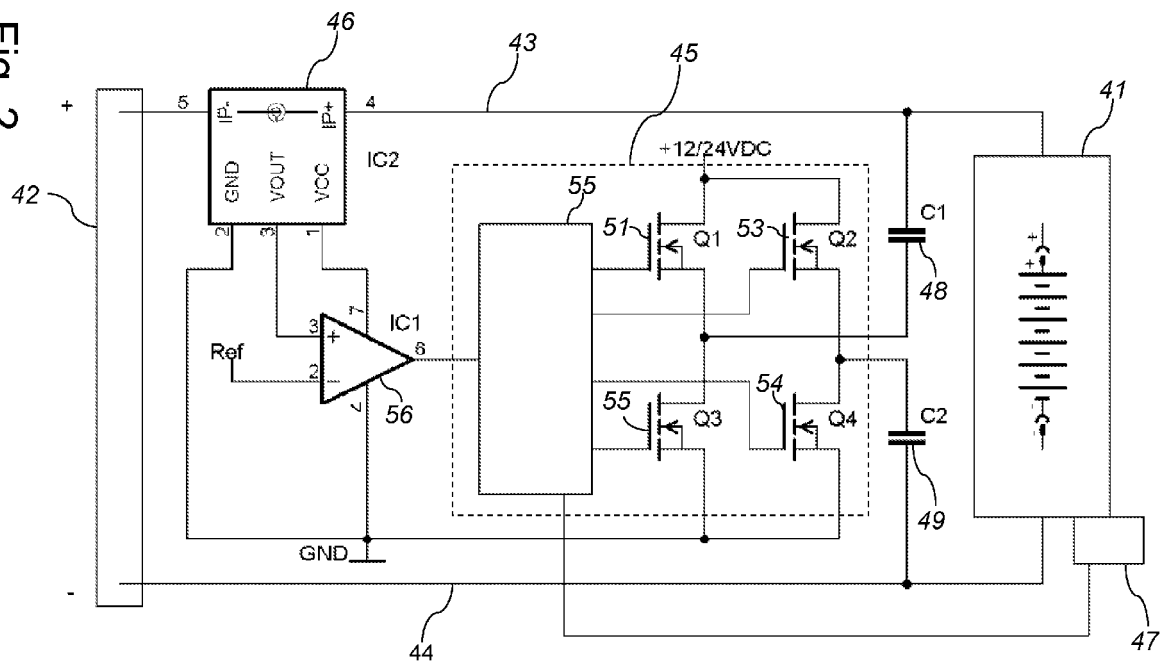 Fig. 2
46
43
45
41
+
5
IP-
IP+
4
IC2
GND
VOUT
VCC
2
3
1
42
+12/24VDC
55
51
Q1
53
Q2
C1
48
+
+
-
-
7
IC1
3
+
Ref
2
-
6
4
56
55
Q3
54
Q4
C2
49
GND
-
44
47